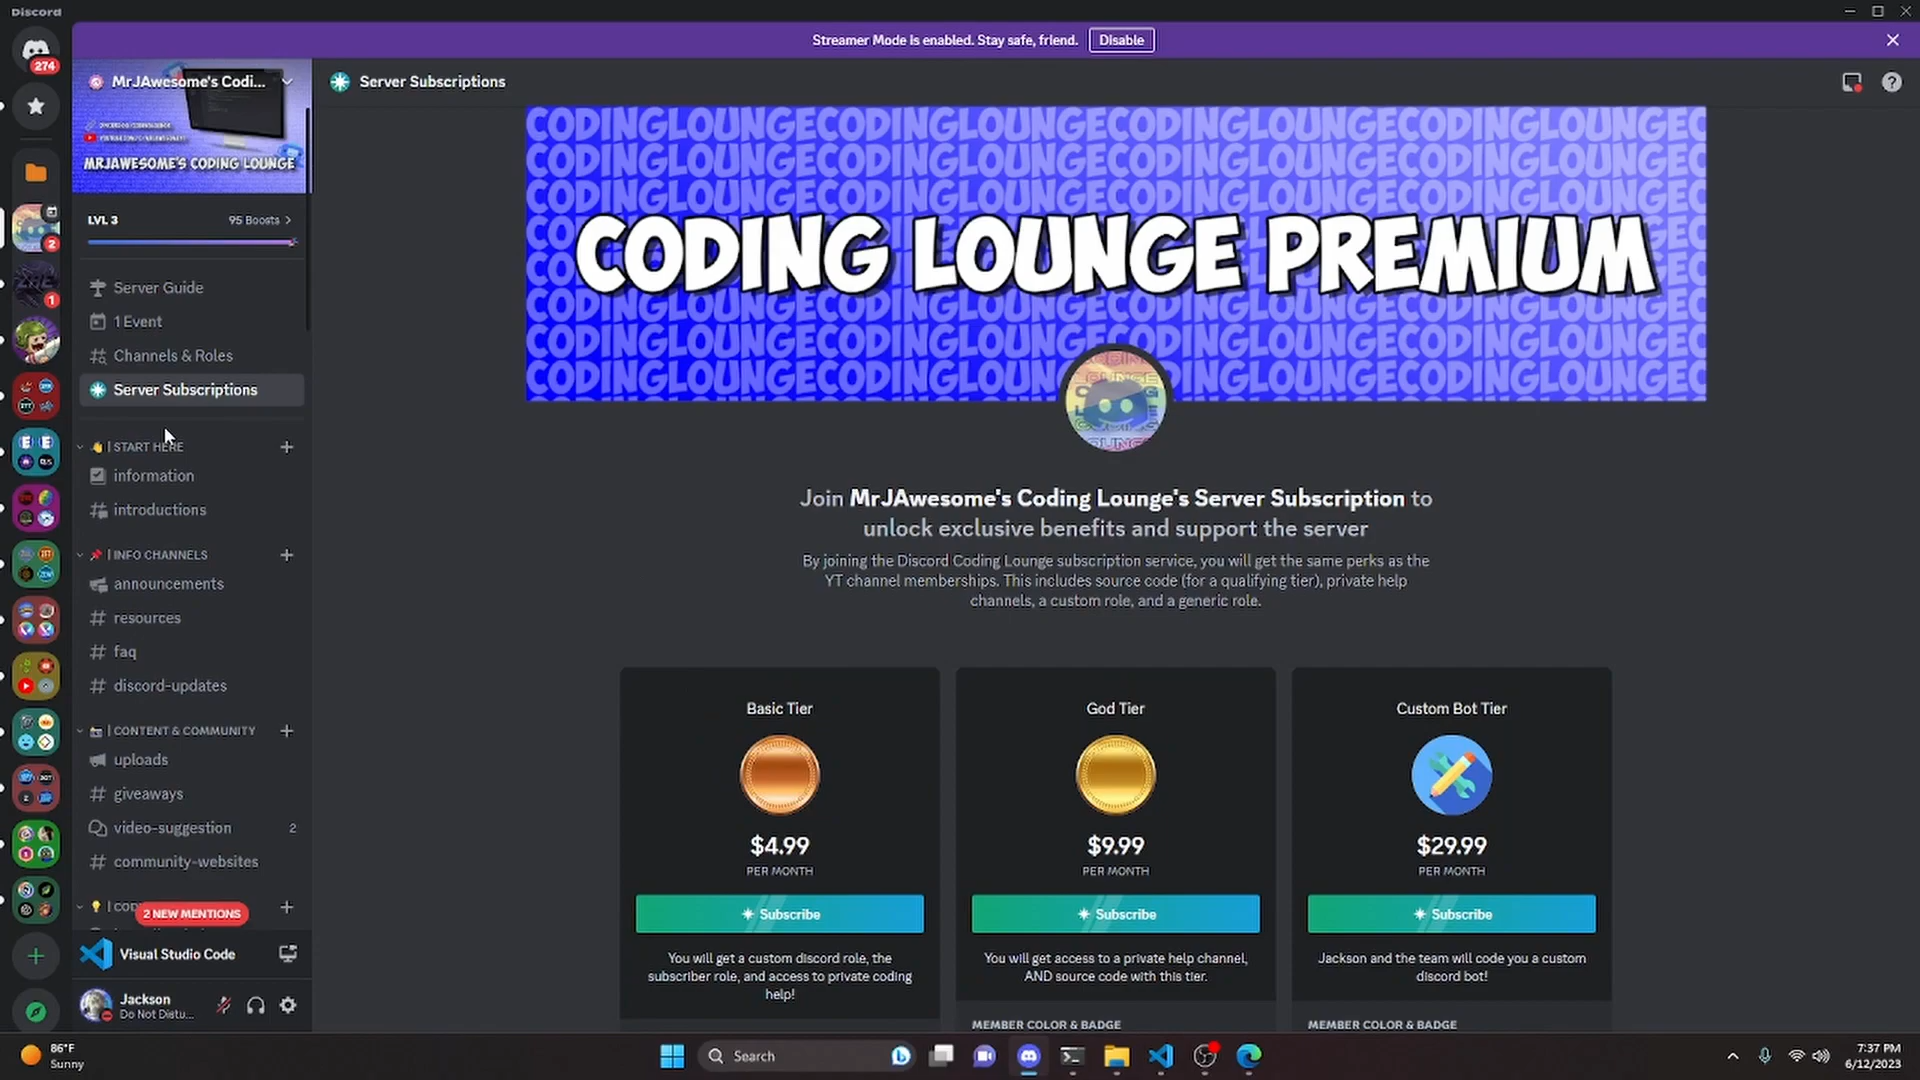 Discord
Streamer Mode is enabled. Stay safe, friend.
Disable
274
MrJAwesome's Codi...
MRJAWESOME'S CODING LOUNGE
LVL 3
95 Boosts
2
1
Server Guide
1 Event
Channels & Roles
Server Subscriptions
| START HERE
information
introductions
| INFO CHANNELS
announcements
resources
faq
discord-updates
| CONTENT & COMMUNITY
uploads
giveaways
video-suggestion
2
community-websites
2 NEW MENTIONS
Visual Studio Code
Jackson
Do Not Distu...
Server Subscriptions
CODINGLOUNGECODINGLOUNGECODINGLOUNGECODINGLOUNGEC
CODINGLOUNGECODINGLOUNGECODINGLOUNGECODINGLOUNGEC
CODING LOUNGE PREMIUM
Join MrJAwesome's Coding Lounge's Server Subscription to
unlock exclusive benefits and support the server
By joining the Discord Coding Lounge subscription service, you will get the same perks as the
YT channel memberships. This includes source code (for a qualifying tier), private help
channels, a custom role, and a generic role.
Basic Tier
$4.99
PER MONTH
Subscribe
You will get a custom discord role, the
subscriber role, and access to private coding
help!
God Tier
$9.99
PER MONTH
Subscribe
You will get access to a private help channel,
AND source code with this tier.
MEMBER COLOR & BADGE
Custom Bot Tier
$29.99
PER MONTH
Subscribe
Jackson and the team will code you a custom
discord bot!
MEMBER COLOR & BADGE
86°F
Sunny
Search
7:37 PM
6/12/2023